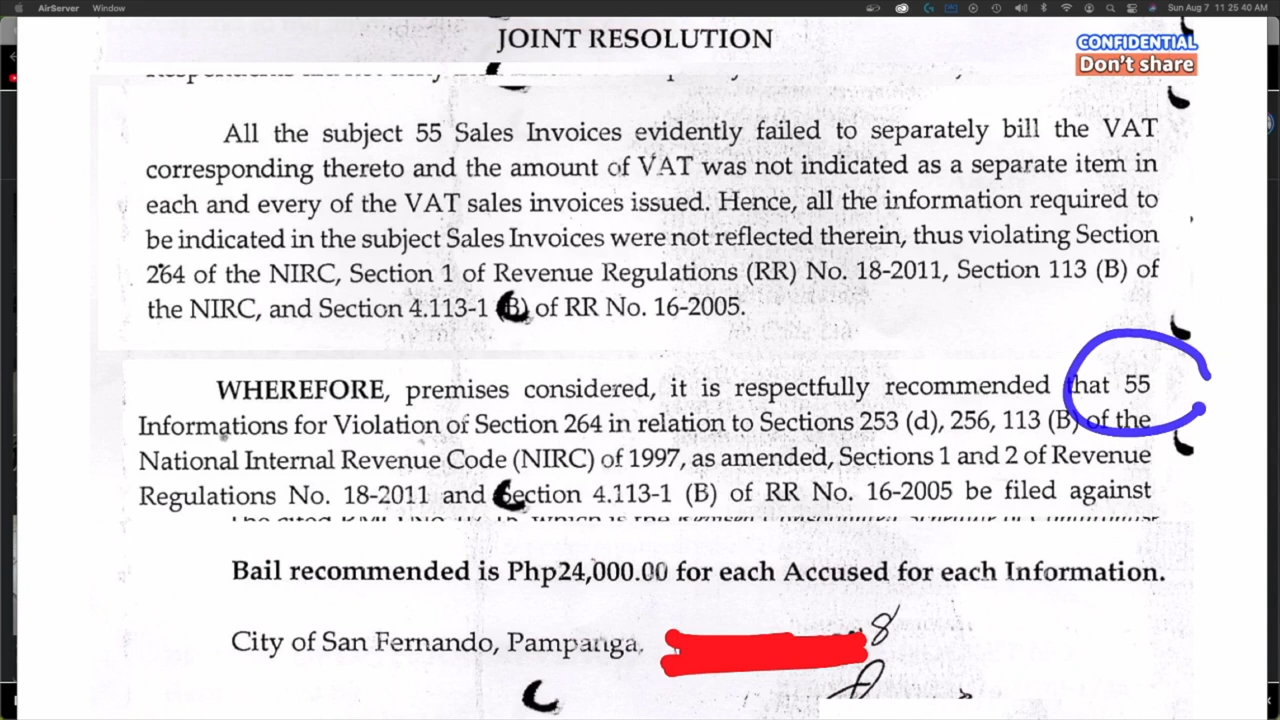 AirServer Window Sun Aug 7 11 25 40 AM
JOINT RESOLUTION
CONFIDENTIAL
Don't share
All the subject 55 Sales Invoices evidently failed to separately bill the VAT
corresponding thereto and the amount of VAT was not indicated as a separate item in
each and every of the VAT sales invoices issued. Hence, all the information required to
be indicated in the subject Sales Invoices were not reflected therein, thus violating Section
264 of the NIRC, Section 1 of Revenue Regulations (RR) No. 18-2011, Section 113 (B) of
the NIRC, and Section 4.113-1 (B) of RR No. 16-2005.
WHEREFORE, premises considered, it is respectfully recommended that 55
Informations for Violation of Section 264 in relation to Sections 253 (d), 256, 113 (B) of the
National Internal Revenue Code (NIRC) of 1997, as amended, Sections 1 and 2 of Revenue
Regulations No. 18-2011 and Section 4.113-1 (B) of RR No. 16-2005 be filed against
Bail recommended is Php24,000.00 for each Accused for each Information.
City of San Fernando, Pampanga, 8